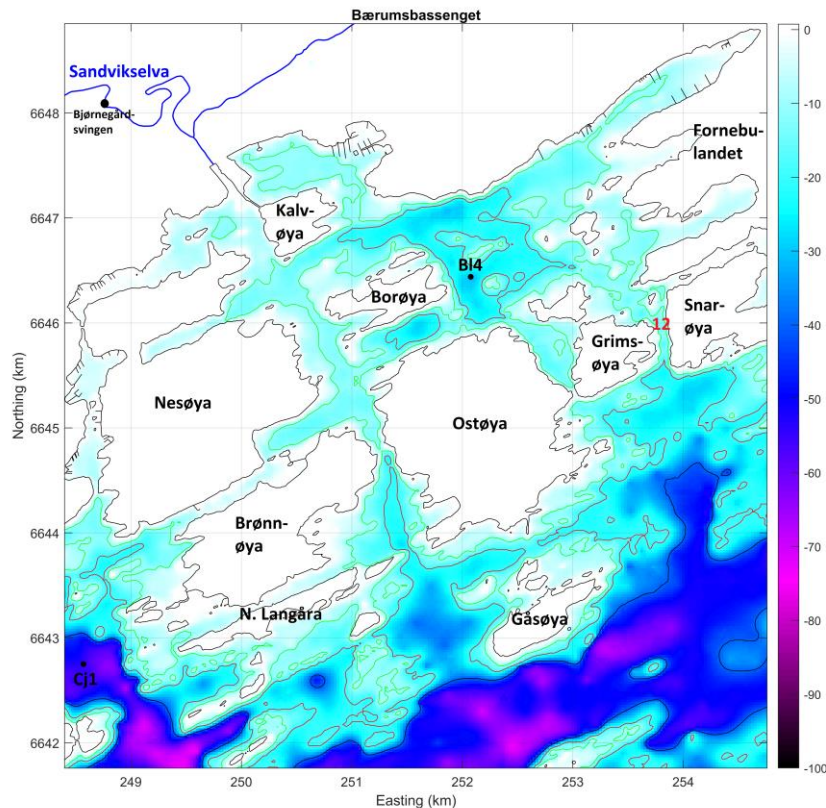 Bærumsbassenget
Sandvikselva
Bjørnegård-
svingen
Fornebu-
landet
Kalv-
øya
Bl4
Borøya
12
Snar-
øya
Grims-
øya
Nesøya
Ostøya
Brønn-
øya
N. Langåra
Gåsøya
Cj1
6648
6647
6646
6645
6644
6643
6642
Northing (km)
249
250
251
252
253
254
Easting (km)
0
-10
-20
-30
-40
-50
-60
-70
-80
-90
-100